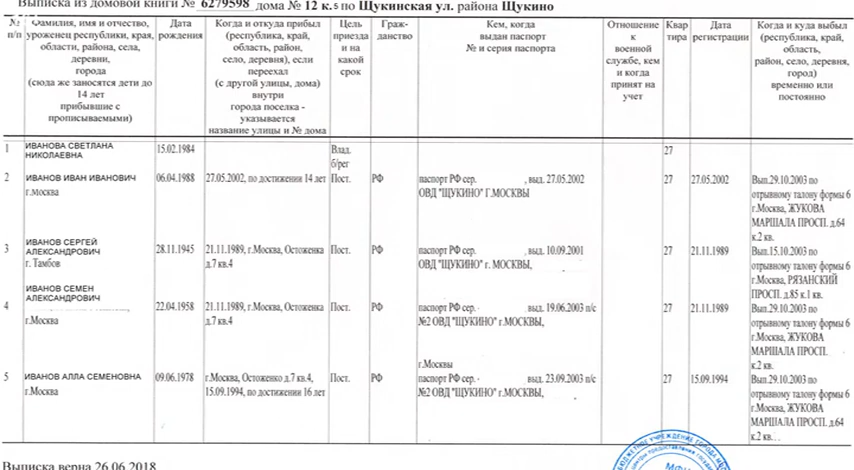 Выписка из домовой книги № 6279598 дома № 12 к.5 по Щукинская ул. района Щукино
№ п/п
Фамилия, имя и отчество,
уроженец республики, края,
области, района, села,
деревни,
города
(сюда же заносятся дети до
14 лет
прибывшие с
прописываемыми)
Дата
рождения
Когда и откуда прибыл
(республика, край,
область, район,
село, деревня), если
переехал
(с другой улицы, дома)
внутри
города поселка -
указывается
название улицы и № дома
Цель
приезда
и на
какой
срок
Граж-
данство
Кем, когда
выдан паспорт
№ и серия паспорта
Отношение
к
военной
службе, кем
и когда
принят на
учет
Квар
тира
Дата
регистрации
Когда и куда выбыл
(республика, край,
область,
район, село, деревня,
город)
временно или
постоянно
1
ИВАНОВА СВЕТЛАНА
НИКОЛАЕВНА
15.02.1984
Влад.
б/рег
27
2
ИВАНОВ ИВАН ИВАНОВИЧ
г.Москва
06.04.1988
27.05.2002, по достижении 14 лет
Пост.
РФ
паспорт РФ сер. , выд. 27.05.2002
ОВД "ЩУКИНО" Г.МОСКВЫ
27
27.05.2002
Вып.29.10.2003 по
отрывному талону формы 6
г.Москва, ЖУКОВА
МАРШАЛА ПРОСП. д.64
к.2 кв.
3
ИВАНОВ СЕРГЕЙ
АЛЕКСАНДРОВИЧ
г. Тамбов
28.11.1945
21.11.1989, г.Москва, Остоженка
д.7 кв.4
Пост.
РФ
паспорт РФ сер. , выд. 10.09.2001
ОВД "ЩУКИНО" г. МОСКВЫ,
27
21.11.1989
Вып.15.10.2003 по
отрывному талону формы 6
г.Москва, РЯЗАНСКИЙ
ПРОСП. д.85 к.1 кв.
4
ИВАНОВ СЕМЕН
АЛЕКСАНДРОВИЧ
г.Москва
22.04.1958
21.11.1989, г.Москва, Остоженка
д.7 кв.4
Пост.
РФ
паспорт РФ сер. - выд. 19.06.2003 п/с
№2 ОВД "ЩУКИНО" г.МОСКВЫ,
г.Москвы
27
21.11.1989
Вып.29.10.2003 по
отрывному талону формы 6
г.Москва, ЖУКОВА
МАРШАЛА ПРОСП.
к.2 кв.
5
ИВАНОВ АЛЛА СЕМЕНОВНА
г.Москва
09.06.1978
г.Москва, Остоженко д.7 кв.4,
15.09.1994, по достижении 16 лет
Пост.
РФ
паспорт РФ сер. - выд. 23.09.2003 п/с
№2 ОВД "ЩУКИНО" г.МОСКВЫ,
27
15.09.1994
Вып.29.10.2003 по
отрывному талону формы 6
г.Москва, ЖУКОВА
МАРШАЛА ПРОСП. д.64
к.2 кв...
Выписка верна 26.06.2018
БЮДЖЕТНОЕ УЧРЕЖДЕНИЕ ГОРОДА
МФЦ